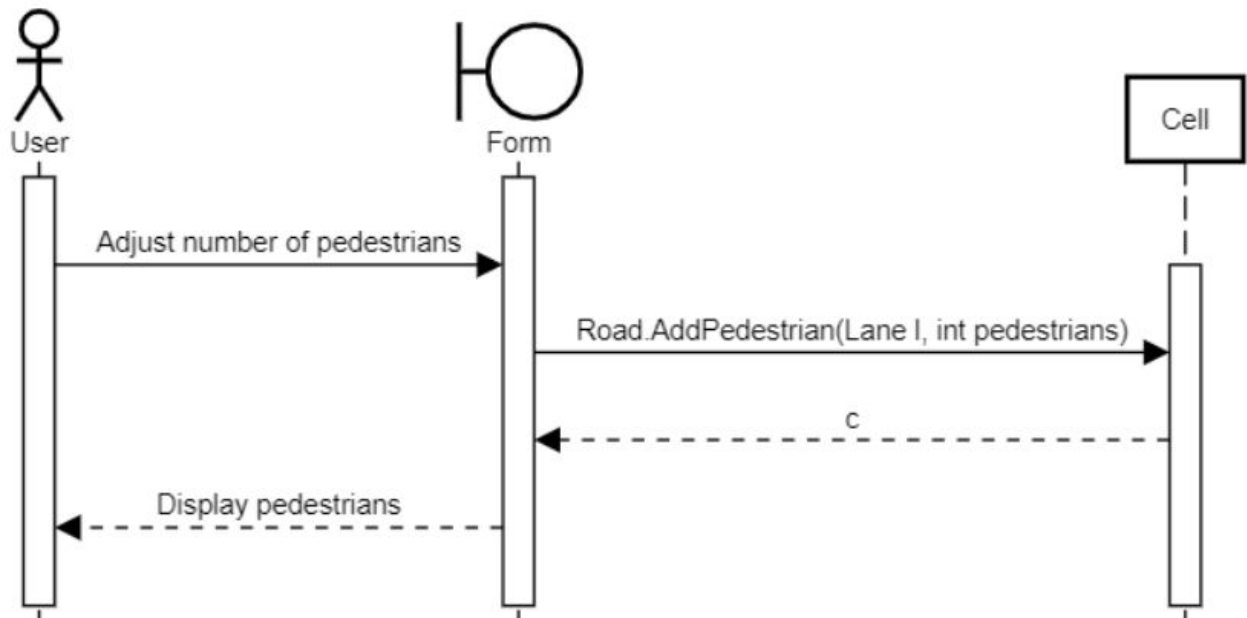 User
Form
Cell
Adjust number of pedestrians
Road.AddPedestrian(Lane l, int pedestrians)
c
Display pedestrians